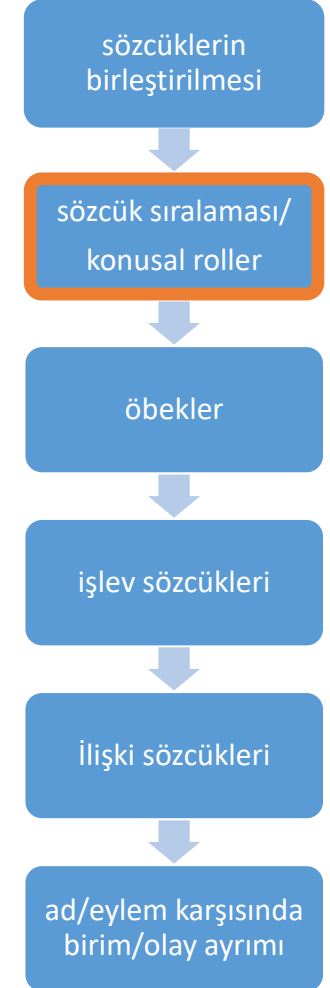 sözcüklerin
birleştirilmesi
sözcük sıralaması/
konusal roller
öbekler
işlev sözcükleri
İlişki sözcükleri
ad/eylem karşısında
birim/olay ayrımı